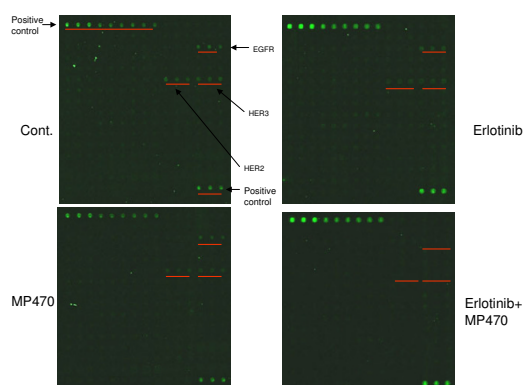 Positive
control
EGFR
Cont.
HER3
Erlotinib
HER2
Positive
control
MP470
Erlotinib+
MP470